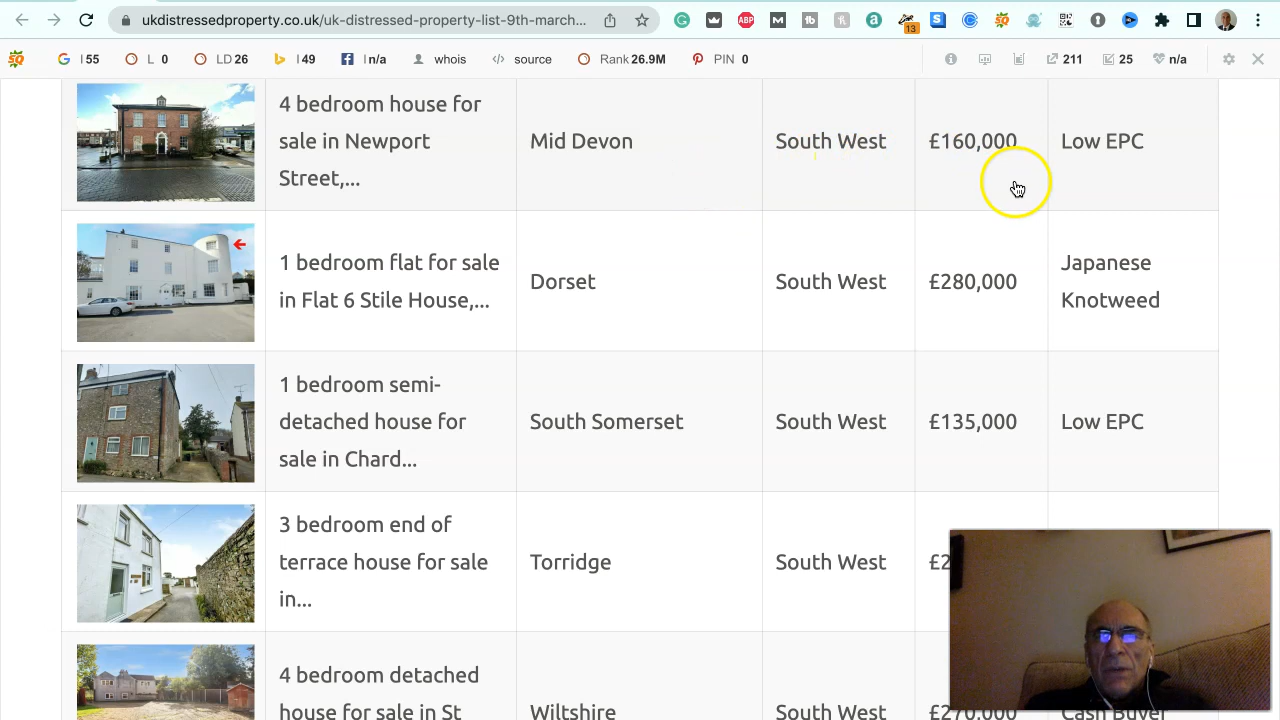 ukdistressedproperty.co.uk/uk-distressed-property-list-9th-march...
13
I 55
L 0
LD 26
I 49
I n/a
whois
source
Rank 26.9M
PIN 0
211
25
n/a
4 bedroom house for
sale in Newport
Street,...
Mid Devon
South West
£160,000
Low EPC
1 bedroom flat for sale
in Flat 6 Stile House,...
Dorset
South West
£280,000
Japanese
Knotweed
1 bedroom semi-
detached house for
sale in Chard...
South Somerset
South West
£135,000
Low EPC
3 bedroom end of
terrace house for sale
in...
Torridge
South West
£2
4 bedroom detached
house for sale in St
Wiltshire
South West
£270,000
Cash Buyer